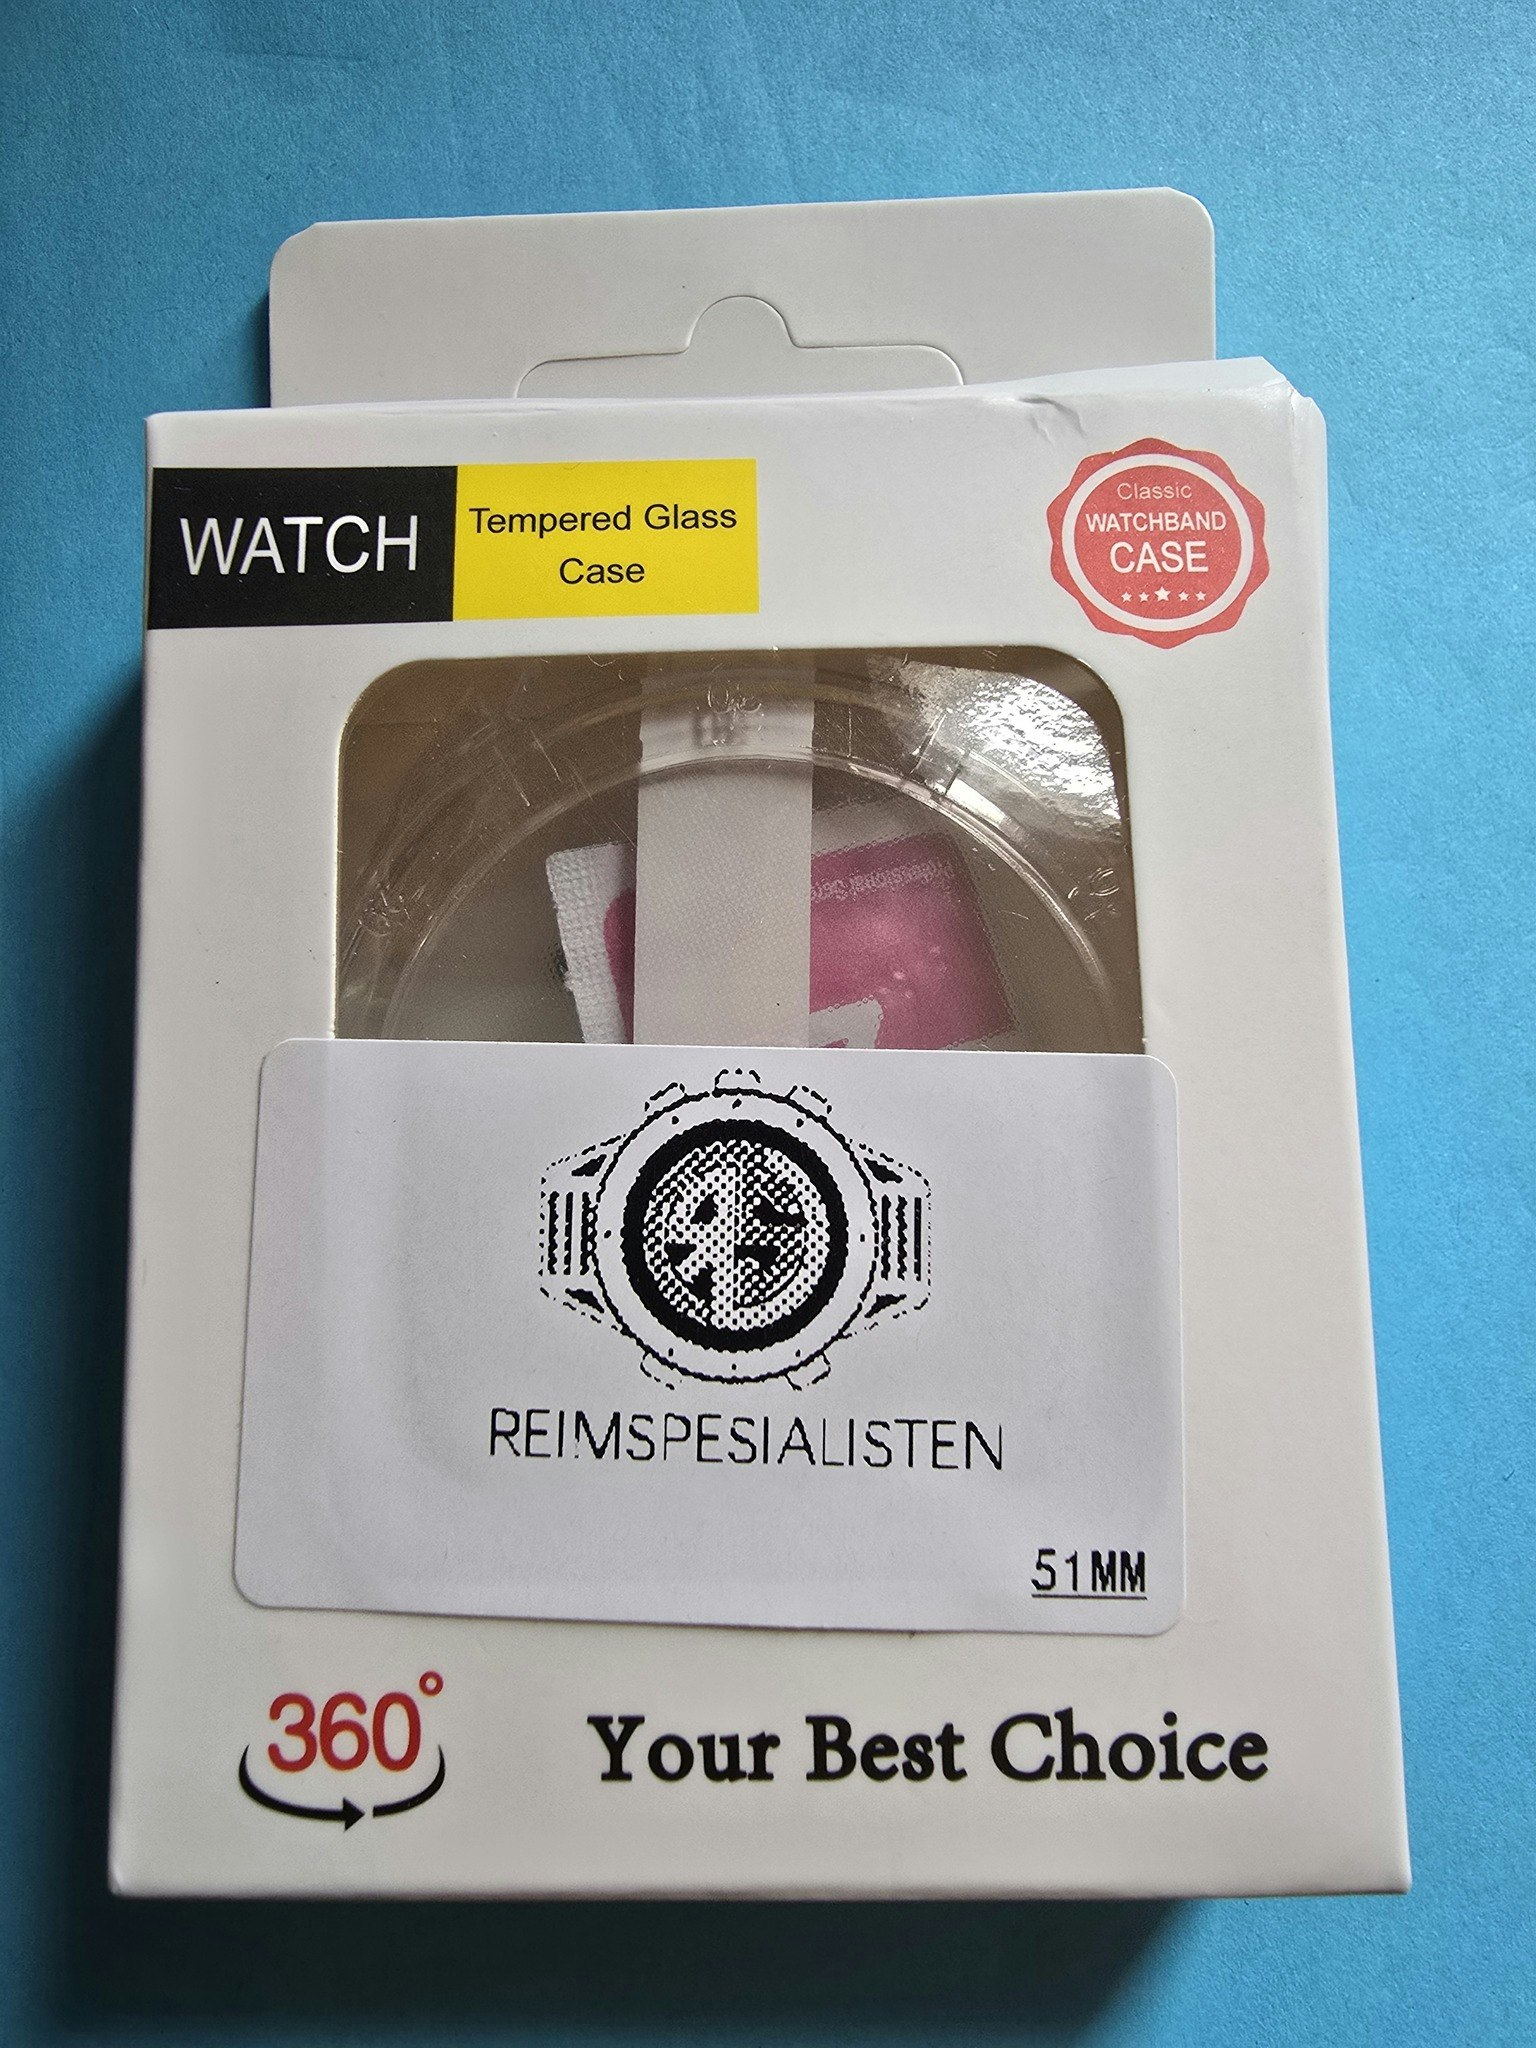 WATCH
Tempered Glass
Case
Classic
WATCHBAND
CASE
REIMSPESIALISTEN
51MM
360°
Your Best Choice